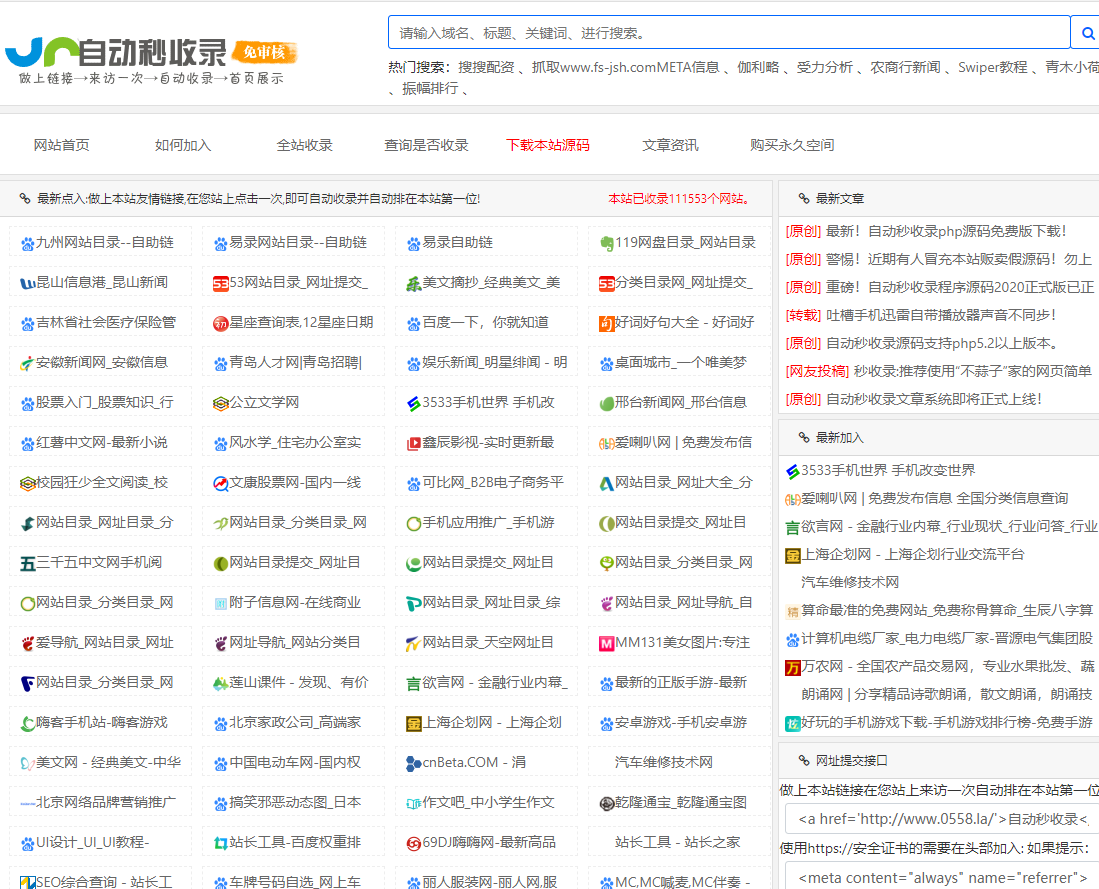 自动秒收录 免审核
做上链接→来访一次→自动收录→首页展示
请输入域名、标题、关键词、进行搜索。
热门搜索：搜搜配资 、抓取www.fs-jsh.comMETA信息 、伽利略 、受力分析 、农商行新闻 、Swiper教程 、青木小荷
、振幅排行 、
网站首页 如何加入 全站收录 查询是否收录 下载本站源码 文章资讯 购买永久空间
最新点入:做上本站友情链接,在您站上点击一次,即可自动收录并自动排在本站第一位! 本站已收录111553个网站。
九州网站目录--自助链 易录网站目录--自助链 易录自助链 119网盘目录_网站目录
昆山信息港_昆山新闻 53网站目录_网址提交_ 美文摘抄_经典美文_美 分类目录网_网址提交_
吉林省社会医疗保险管 星座查询表,12星座日期 百度一下，你就知道 好词好句大全 - 好词好
安徽新闻网_安徽信息 青岛人才网|青岛招聘| 娱乐新闻_明星绯闻 - 明 桌面城市_一个唯美梦
股票入门_股票知识_行 公立文学网 3533手机世界 手机改 邢台新闻网_邢台信息
红薯中文网-最新小说 风水学_住宅办公室实 鑫辰影视-实时更新最 爱喇叭网 | 免费发布信
校园狂少全文阅读_校 文康股票网-国内一线 可比网_B2B电子商务平 网站目录_网址大全_分
网站目录_网址目录_分 网站目录_分类目录_网 手机应用推广_手机游 网站目录提交_网址目
三千五中文网手机阅 网站目录提交_网址目 网站目录提交_网址目 网站目录_分类目录_网
网站目录_分类目录_网 附子信息网-在线商业 网站目录_网址目录_综 网站目录_网址导航_自
爱导航_网站目录_网址 网址导航_网站分类目 网站目录_天空网址目 MM131美女图片:专注
网站目录_分类目录_网 莲山课件 - 发现、有价 欲言网 - 金融行业内幕_ 最新的正版手游-最新
嗨客手机站-嗨客游戏 北京家政公司_高端家 上海企划网 - 上海企划 安卓游戏-手机安卓游
美文网 - 经典美文-中华 中国电动车网-国内权 cnBeta.COM - 涓 汽车维修技术网
北京网络品牌营销推广 搞笑邪恶动态图_日本 作文吧_中小学生作文 乾隆通宝_乾隆通宝图
UI设计_UI_UI教程- 站长工具-百度权重排 69DJ嗨嗨网-最新高品 站长工具 - 站长之家
SEO综合查询 - 站长工 车牌号码自选_网上车 丽人服装网-丽人网,服 MC,MC喊麦,MC伴奏 -
最新文章
[原创] 最新！自动秒收录php源码免费版下载！
[原创] 警惕！近期有人冒充本站贩卖假源码！勿上
[原创] 重磅！自动秒收录程序源码2020正式版已正
[转载] 吐槽手机迅雷自带播放器声音不同步！
[原创] 自动秒收录源码支持php5.2以上版本。
[网友投稿] 秒收录:推荐使用“不蒜子”家的网页简单
[原创] 自动秒收录文章系统即将正式上线！
最新加入
3533手机世界 手机改变世界
爱喇叭网 | 免费发布信息 全国分类信息查询
欲言网 - 金融行业内幕_行业现状_行业问答_行业
上海企划网 - 上海企划行业交流平台
汽车维修技术网
算命最准的免费网站_免费称骨算命_生辰八字算
计算机电缆厂家_电力电缆厂家-晋源电气集团股
万农网 - 全国农产品交易网，专业水果批发、蔬
朗诵网 | 分享精品诗歌朗诵，散文朗诵，朗诵技
好玩的手机游戏下载-手机游戏排行榜-免费手游
网址提交接口
做上本站链接在您站上来访一次自动排在本站第一位
<a href='http://www.0558.la/'>自动秒收录<
使用https://安全证书的需要在头部加入: 如果提示：
<meta content="always" name="referrer">